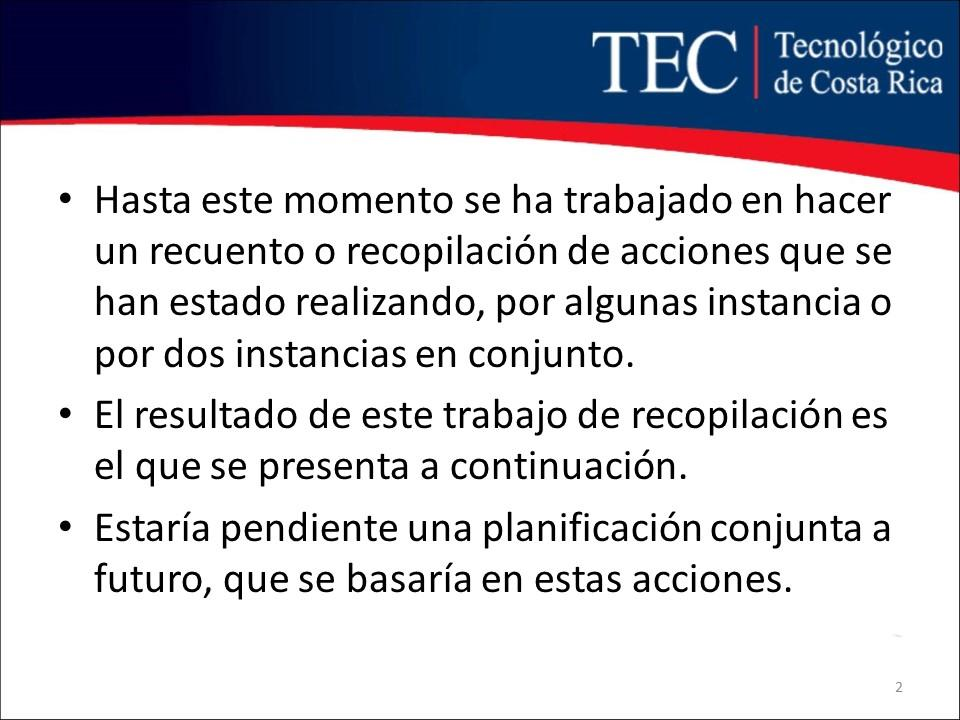 TEC
Tecnológico
de Costa Rica
• Hasta este momento se ha trabajado en hacer
un recuento o recopilación de acciones que se
han estado realizando, por algunas instancia o
por dos instancias en conjunto.
• El resultado de este trabajo de recopilación es
el que se presenta a continuación.
• Estaría pendiente una planificación conjunta a
futuro, que se basaría en estas acciones.
2